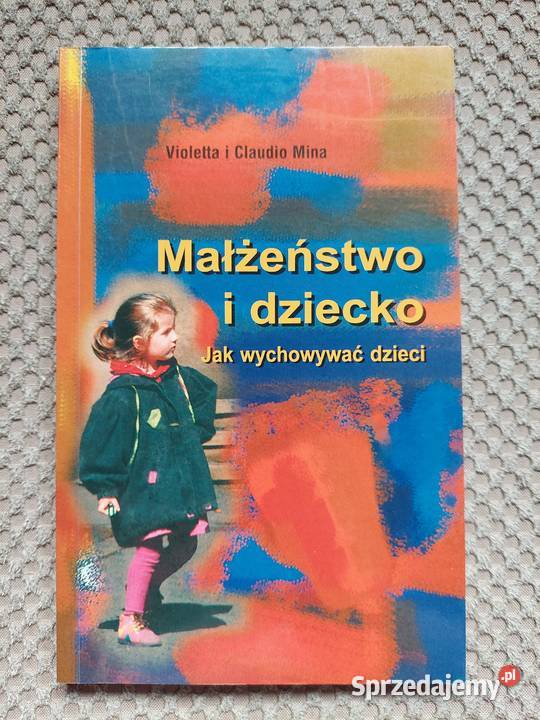 Violetta i Claudio Mina
Małżeństwo
i dziecko
Jak wychowywać dzieci
Sprzedajemy.pl